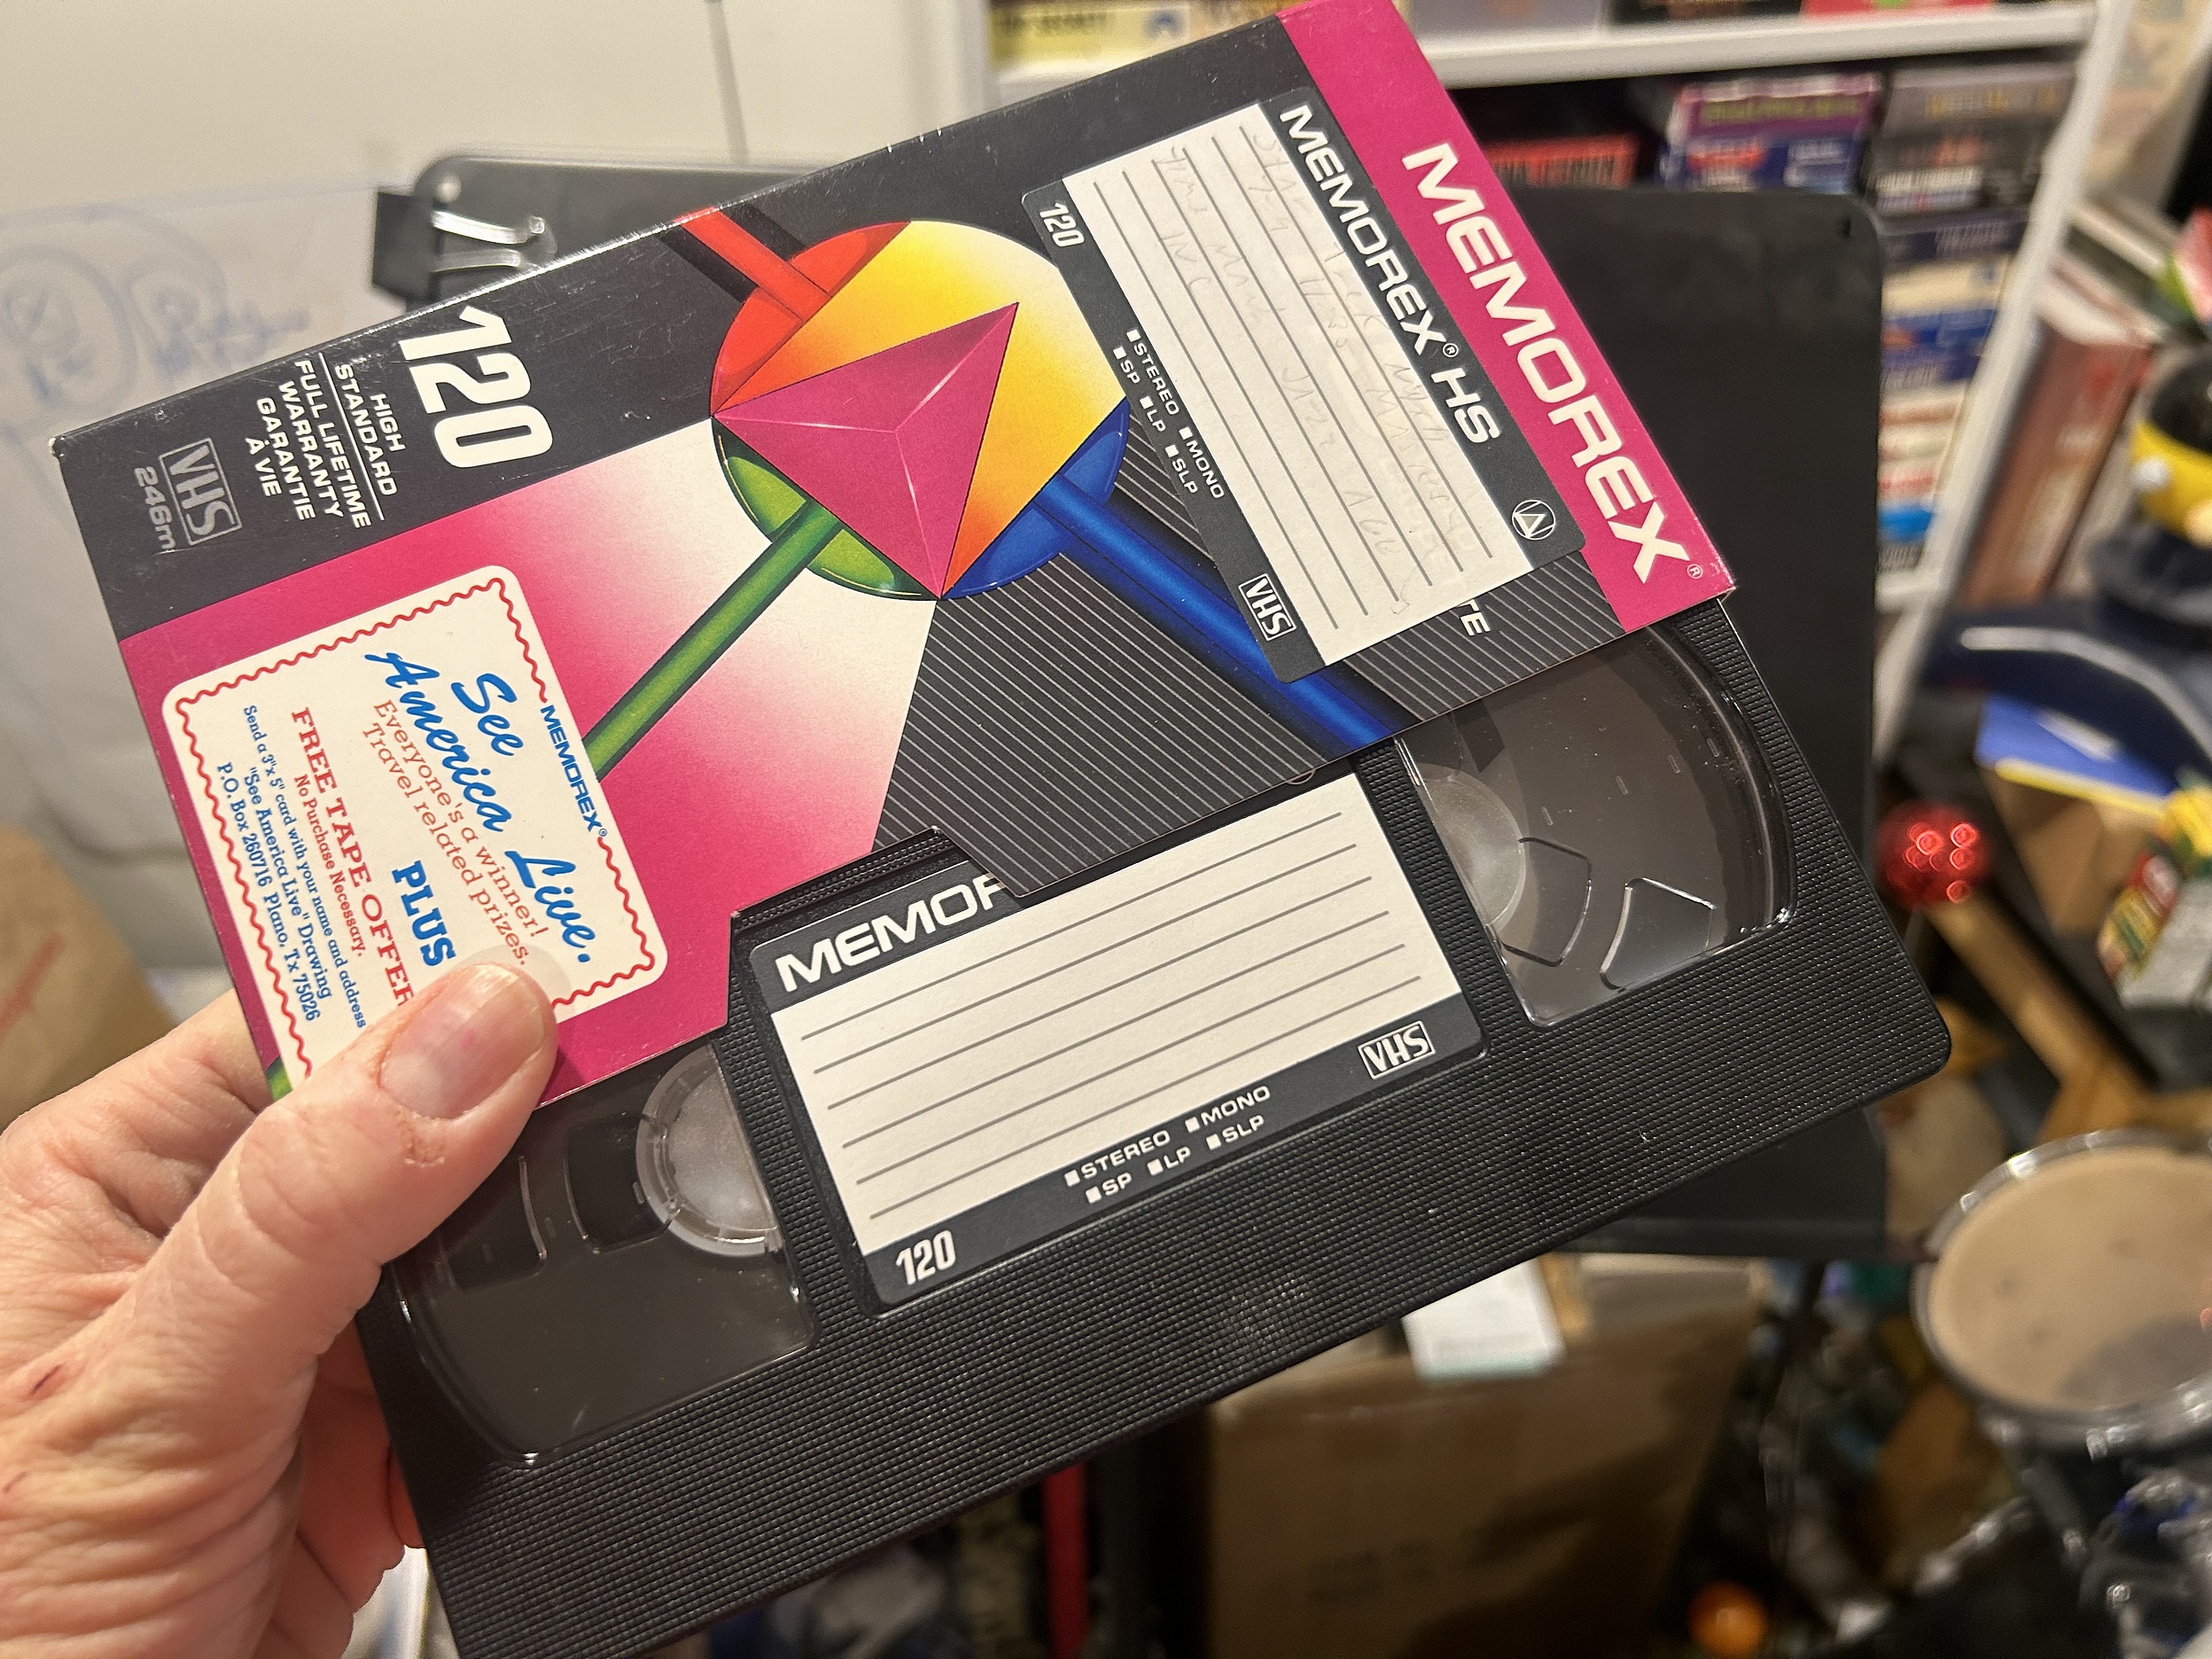 MEMOREX®
MEMOREX® HS
120
■STEREO ■MONO
■SP ■LP ■SLP
VHS
TE
120
HIGH
STANDARD
FULL LIFETIME
WARRANTY
GARANTIE
À VIE
VHS
246m
MEMOREX®
See
America Live.
Everyone's a winner!
Travel related prizes.
PLUS
FREE TAPE OFFER
No Purchase Necessary.
Send a 3"x 5" card with your name and address
"See America Live" Drawing
P.O. Box 260716 Plano, Tx 75026
MEMOR
VHS
■STEREO ■MONO
■SP ■LP ■SLP
120